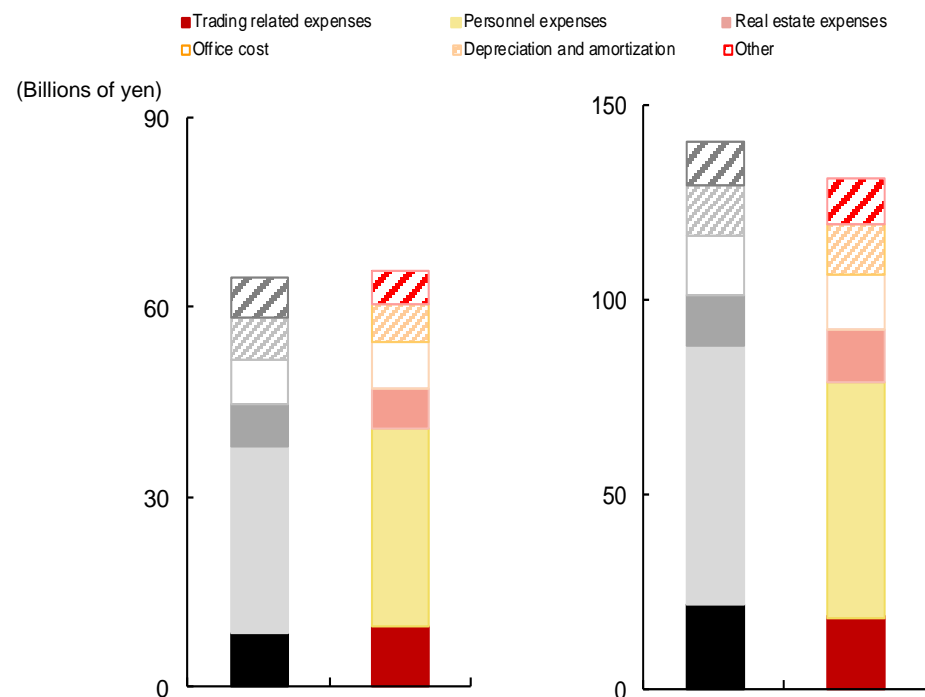 Trading related expenses Personnel expenses Real estate expenses
Office cost Depreciation and amortization Other
(Billions of yen)
90
60
30
0
150
100
50
0